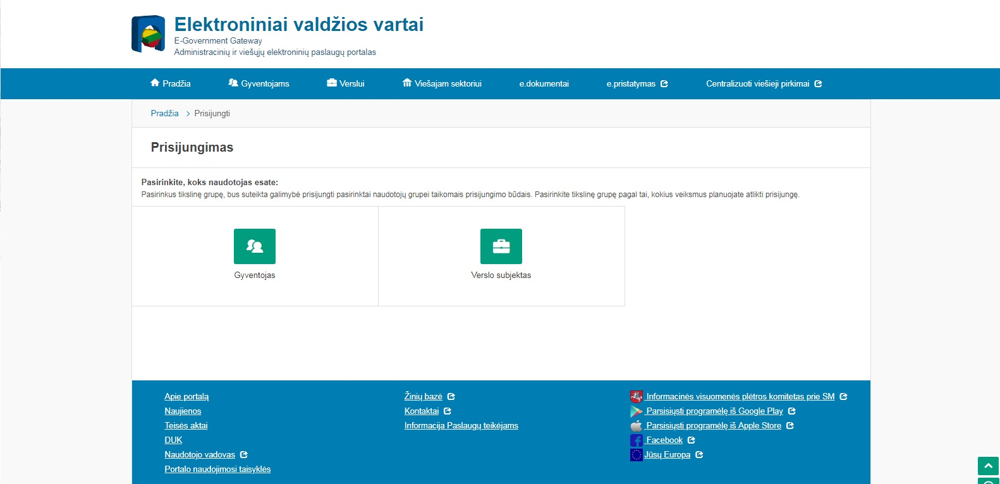 Elektroniniai valdžios vartai
E-Government Gateway
Administracinių ir viešųjų elektroninių paslaugų portalas
Pradžia
Gyventojams
Verslui
Viešajam sektoriui
e.dokumentai
e.pristatymas
Centralizuoti viešieji pirkimai
Pradžia > Prisijungti
Prisijungimas
Pasirinkite, koks naudotojas esate:
Pasirinkus tikslinę grupę, bus suteikta galimybė prisijungti pasirinktai naudotojų grupei taikomais prisijungimo būdais. Pasirinkite tikslinę grupę pagal tai, kokius veiksmus planuojate atlikti prisijungę.
Gyventojas
Verslo subjektas
Apie portalą
Naujienos
Teisės aktai
DUK
Naudotojo vadovas
Portalo naudojimosi taisyklės
Žinių bazė
Kontaktai
Informacija Paslaugų teikėjams
Informacinės visuomenės plėtros komitetas prie SM
Parsisiųsti programėlę iš Google Play
Parsisiųsti programėlę iš Apple Store
Facebook
Jūsų Europa